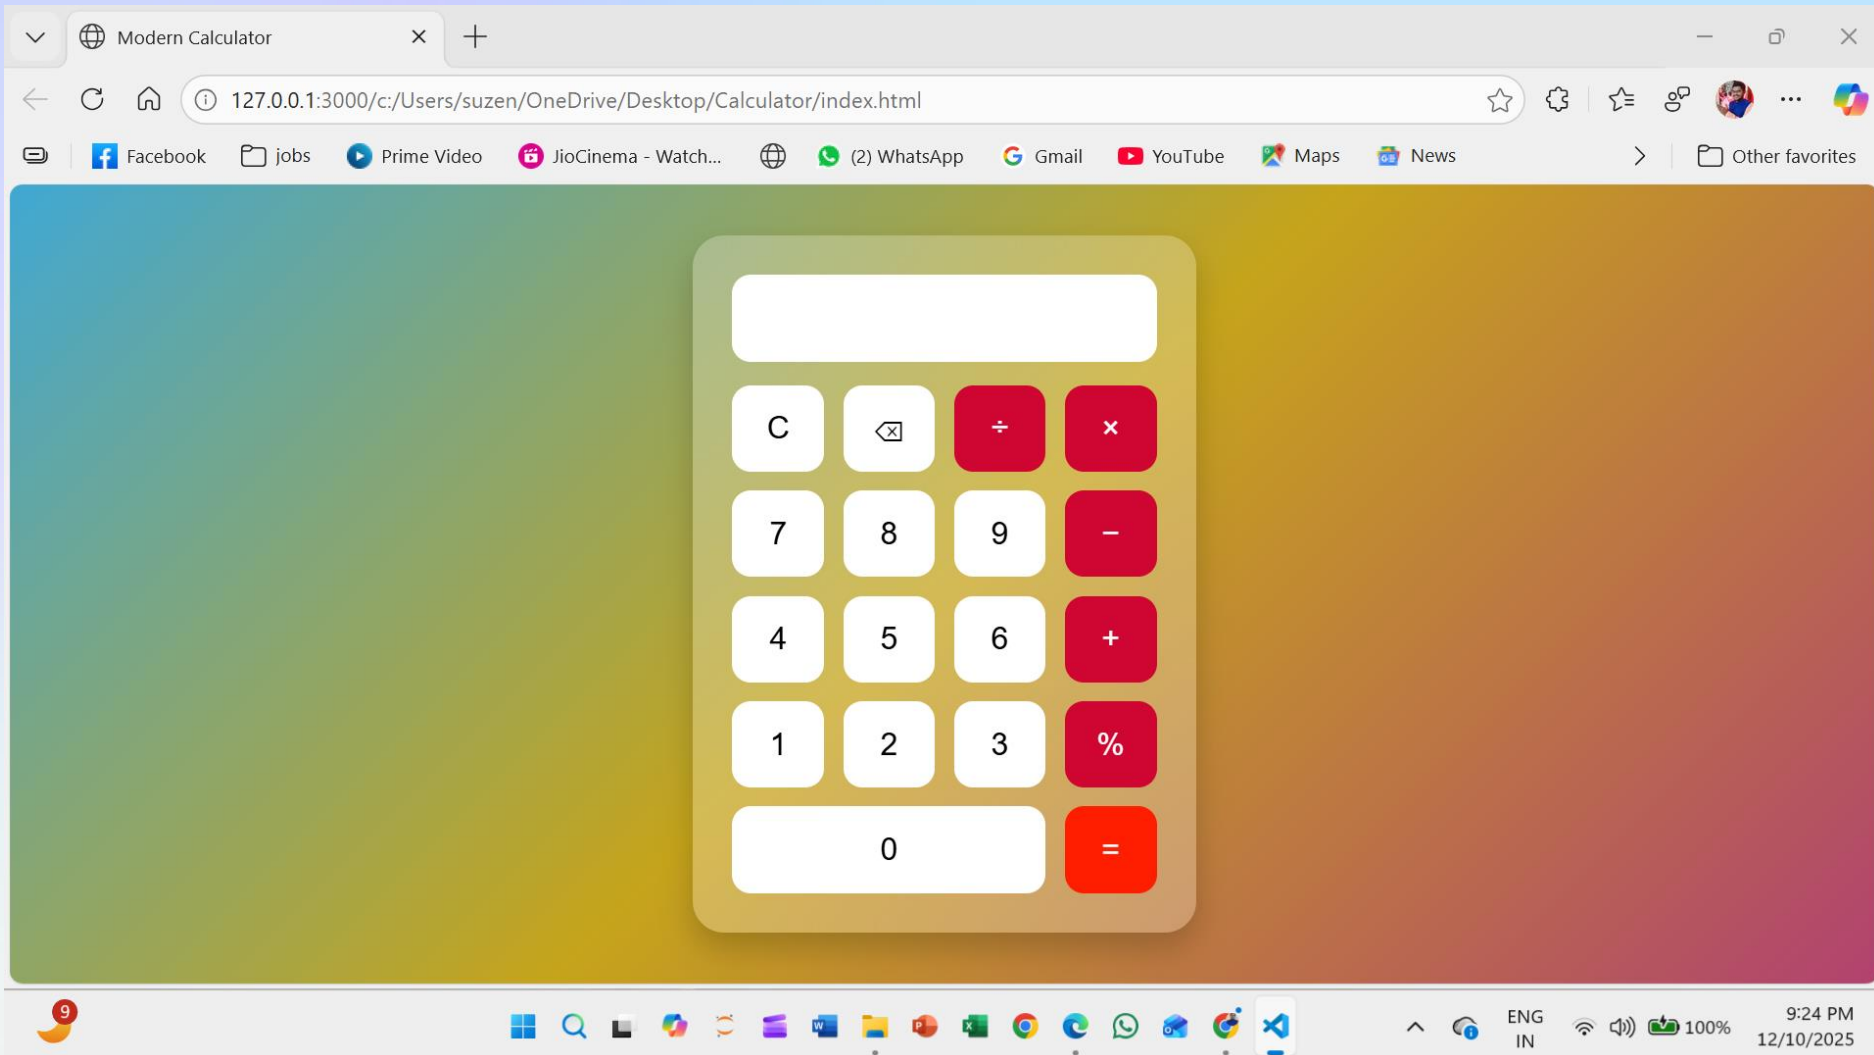 Modern Calculator
127.0.0.1:3000/c:/Users/suzen/OneDrive/Desktop/Calculator/index.html
Facebook jobs Prime Video JioCinema - Watch... (2) WhatsApp Gmail YouTube Maps News Other favorites
C ÷ ×
7 8 9 −
4 5 6 +
1 2 3 %
0 =
9
ENG
IN
100%
9:24 PM
12/10/2025